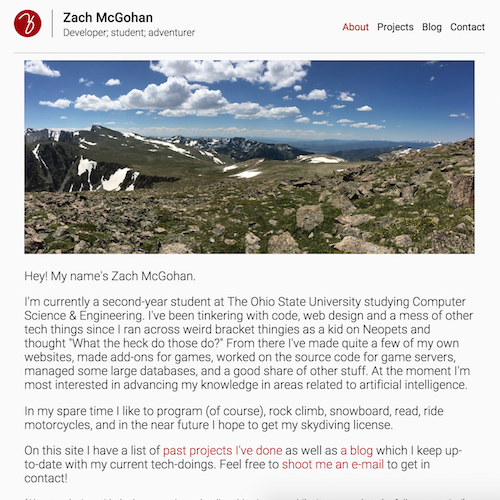 Zach McGohan
Developer; student; adventurer
About Projects Blog Contact
Hey! My name's Zach McGohan.
I'm currently a second-year student at The Ohio State University studying Computer
Science & Engineering. I've been tinkering with code, web design and a mess of other
tech things since I ran across weird bracket thingies as a kid on Neopets and
thought "What the heck do those do?" From there I've made quite a few of my own
websites, made add-ons for games, worked on the source code for game servers,
managed some large databases, and a good share of other stuff. At the moment I'm
most interested in advancing my knowledge in areas related to artificial intelligence.
In my spare time I like to program (of course), rock climb, snowboard, read, ride
motorcycles, and in the near future I hope to get my skydiving license.
On this site I have a list of past projects I've done as well as a blog which I keep up-
to-date with my current tech-doings. Feel free to shoot me an e-mail to get in
contact!